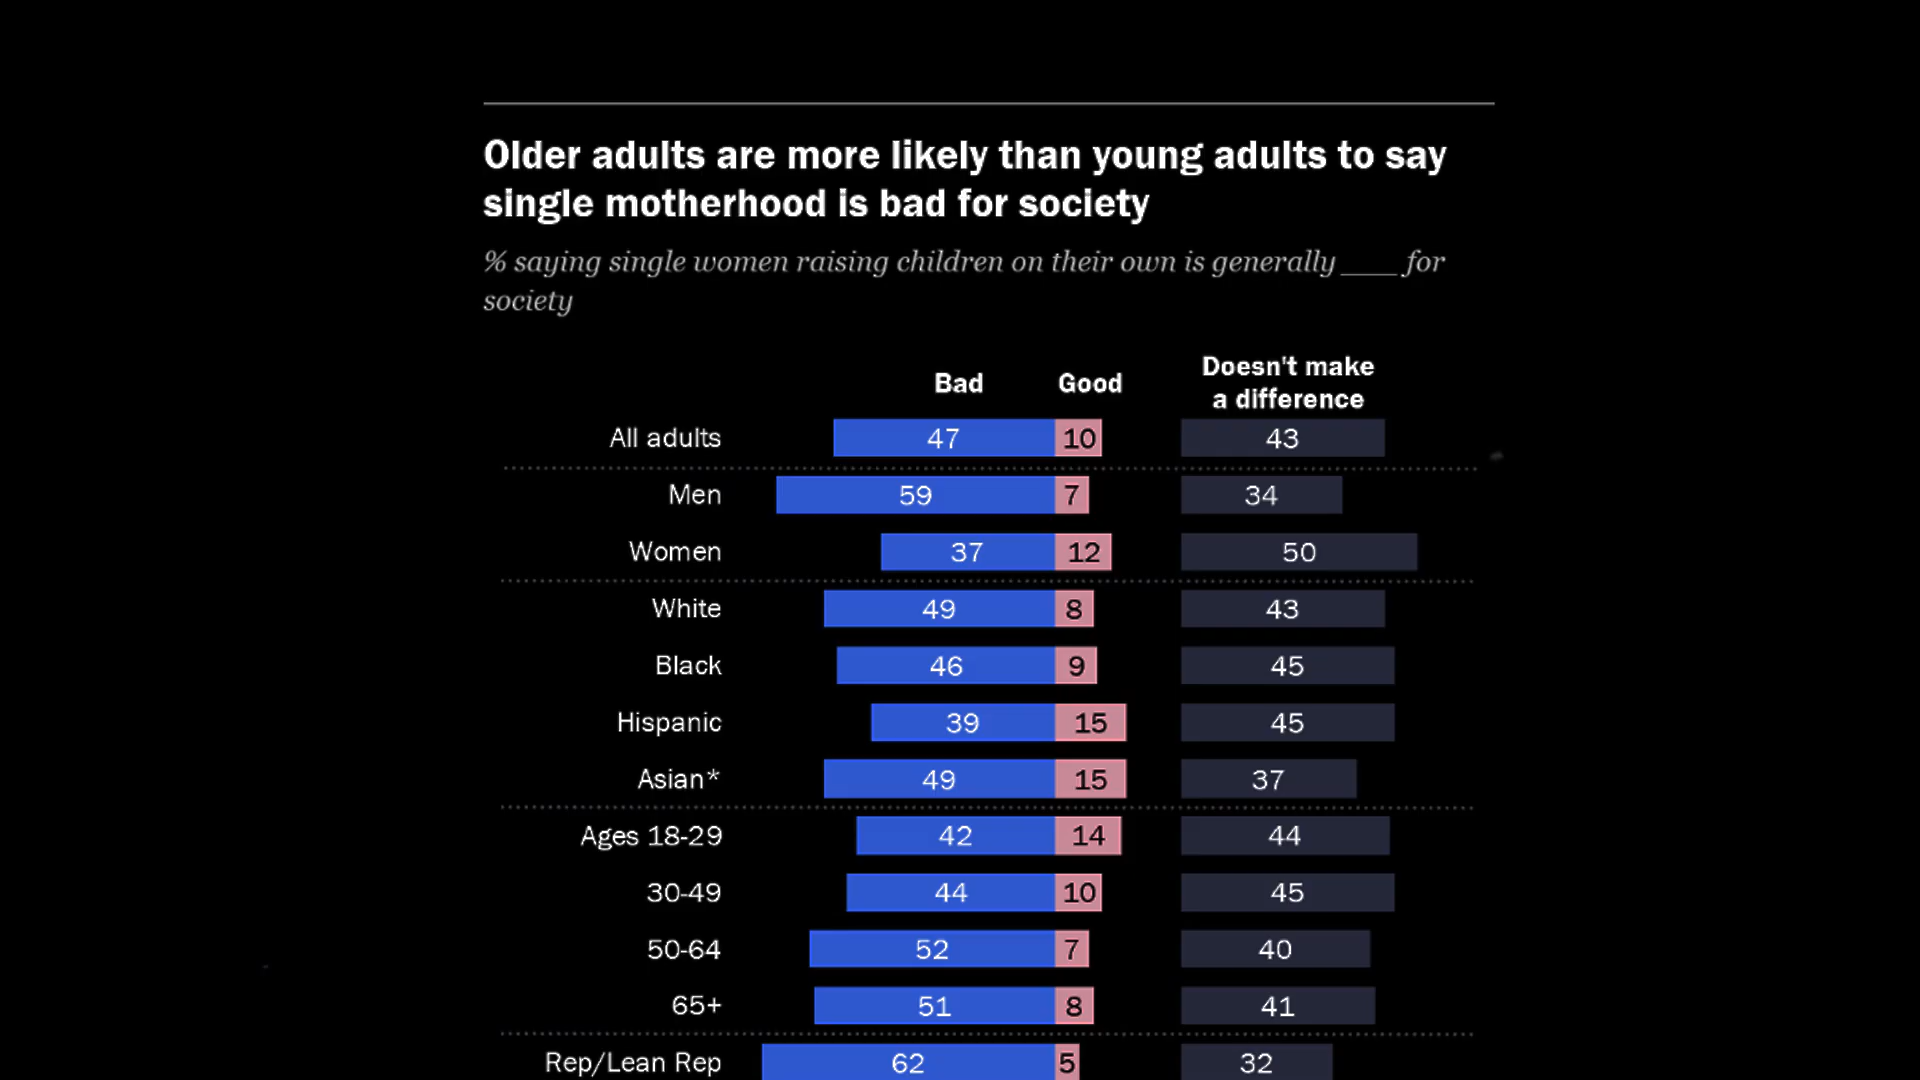 Older adults are more likely than young adults to say
single motherhood is bad for society
% saying single women raising children on their own is generally ____ for
society
Bad Good Doesn't make
a difference
All adults 47 10 43
Men 59 7 34
Women 37 12 50
White 49 8 43
Black 46 9 45
Hispanic 39 15 45
Asian* 49 15 37
Ages 18-29 42 14 44
30-49 44 10 45
50-64 52 7 40
65+ 51 8 41
Rep/Lean Rep 62 5 32